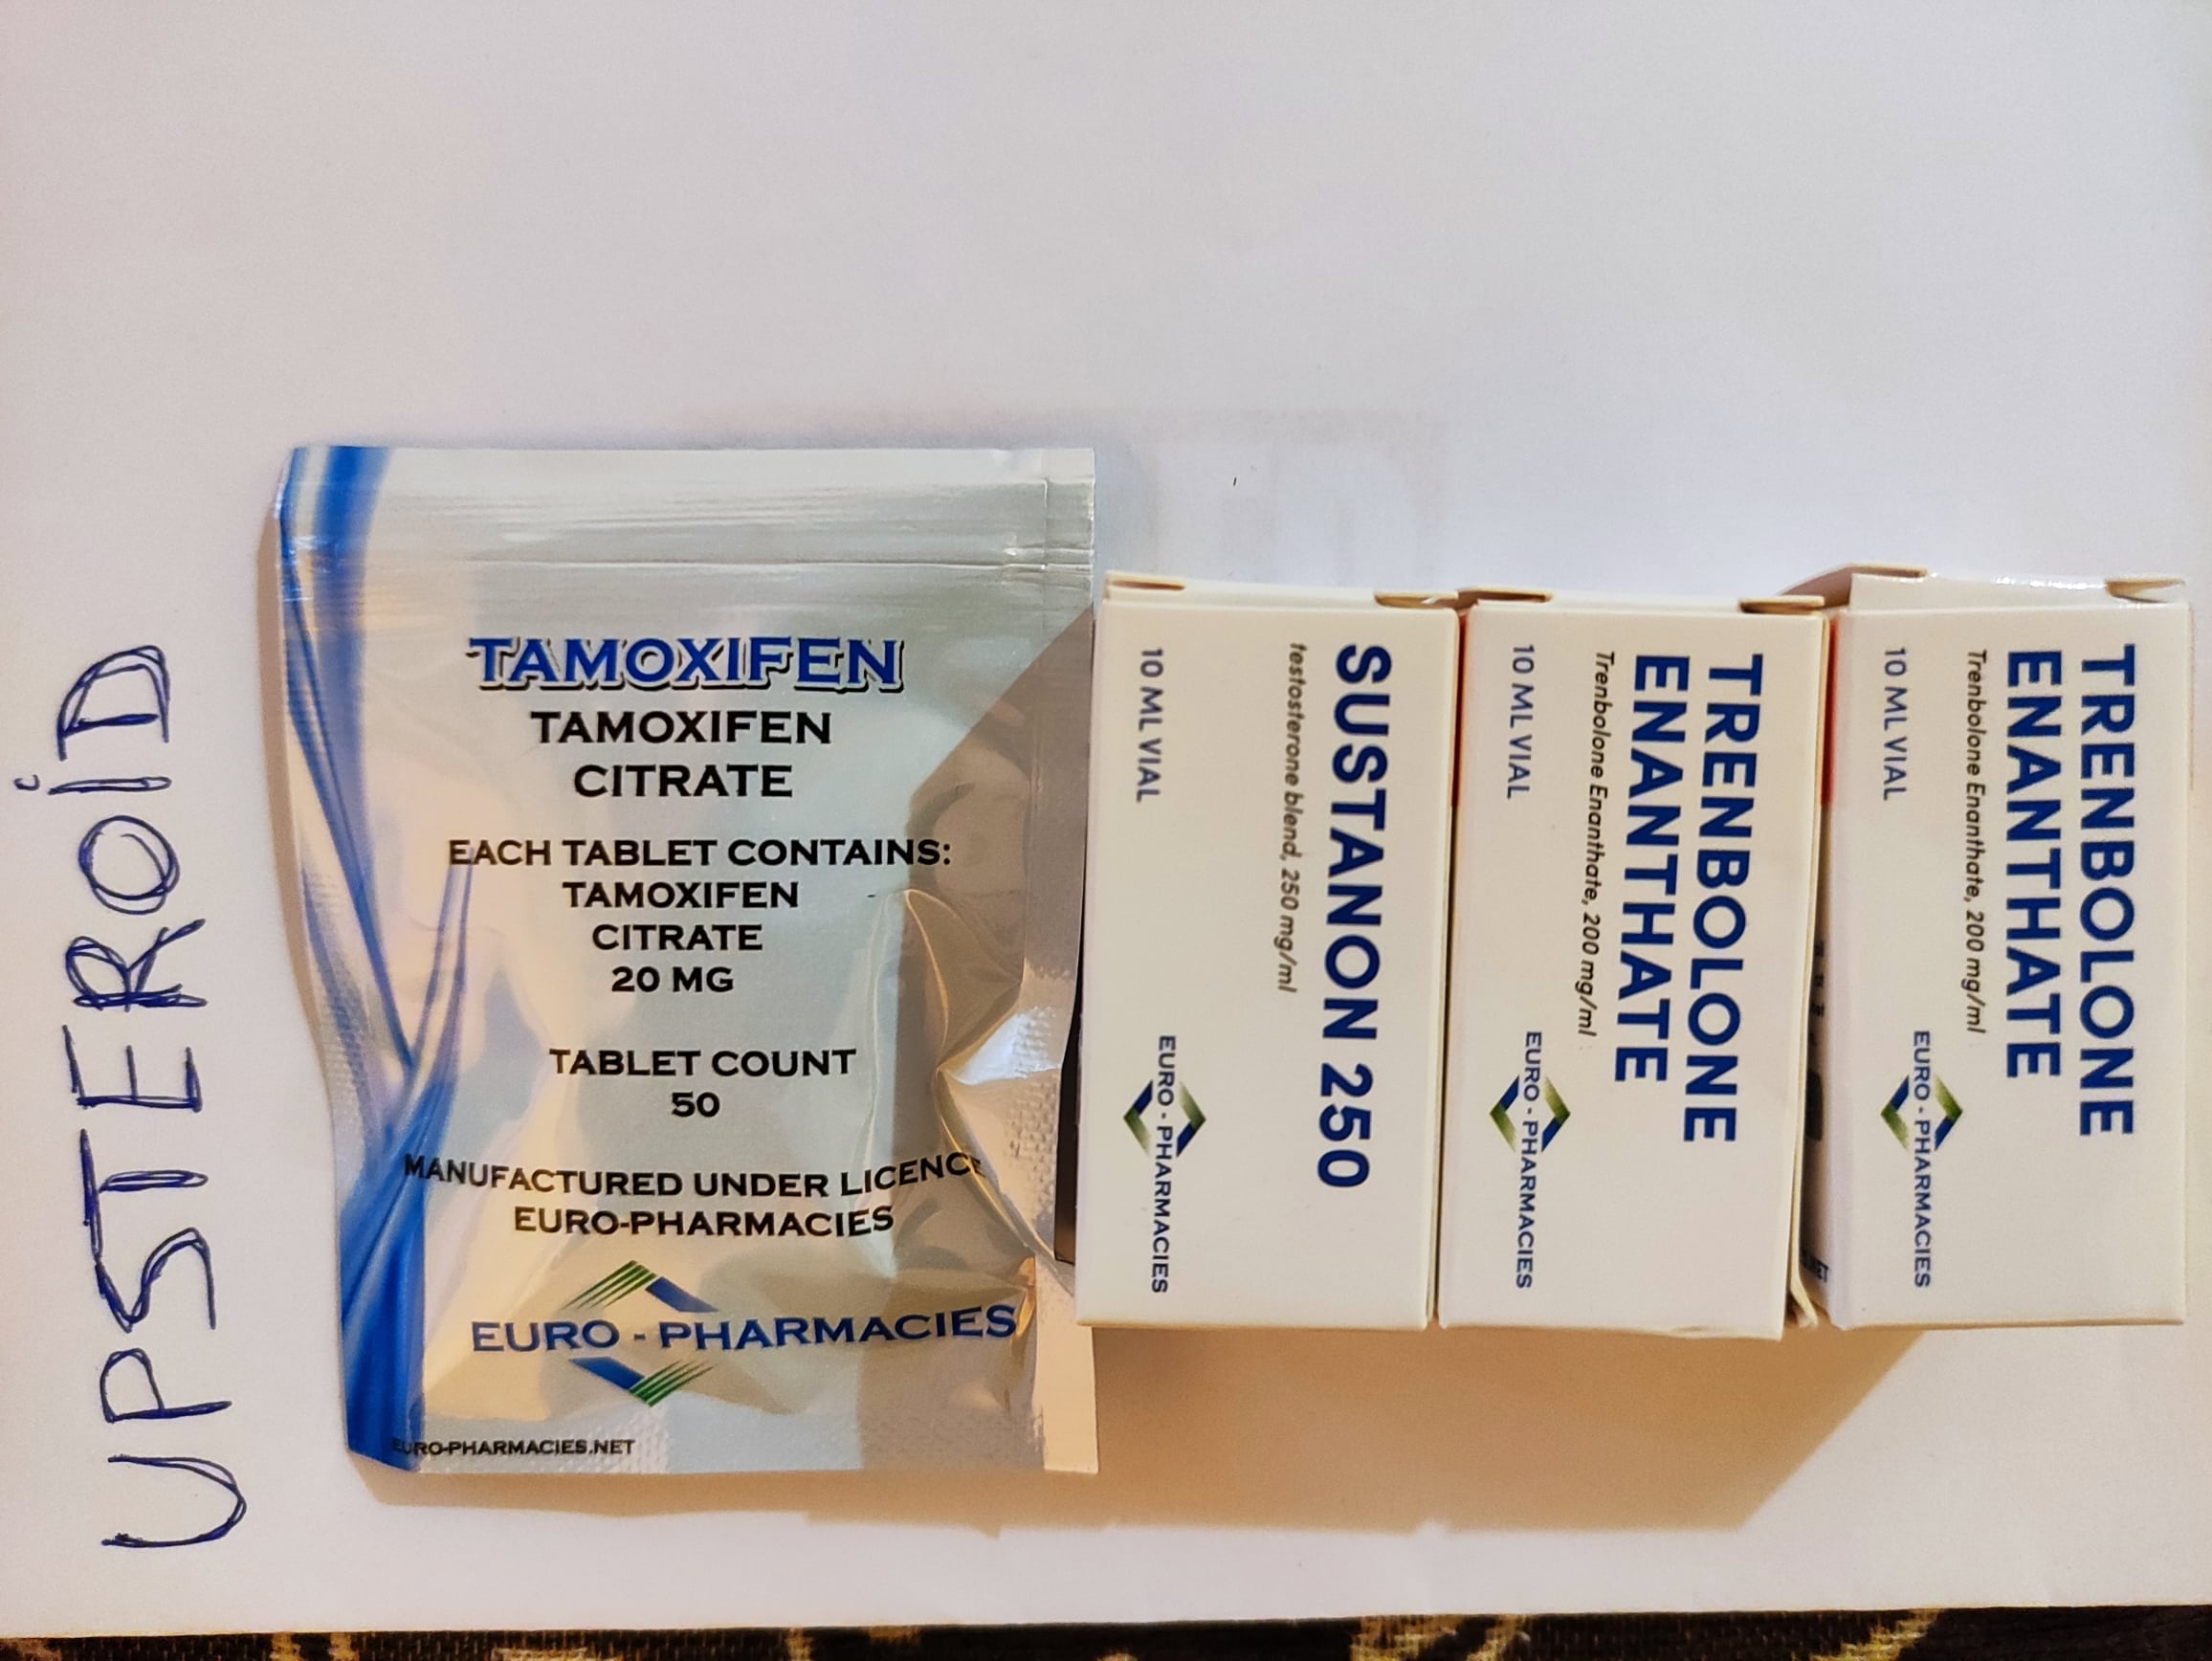 UPSTEROİD
TAMOXIFEN
TAMOXIFEN
CITRATE
EACH TABLET CONTAINS:
TAMOXIFEN
CITRATE
20 MG
TABLET COUNT
50
MANUFACTURED UNDER LICENCE
EURO-PHARMACIES
EURO - PHARMACIES
EURO-PHARMACIES.NET
SUSTANON 250
testosterone blend, 250 mg/ml
10 ML VIAL
EURO - PHARMACIES
TRENBOLONE
ENANTHATE
Trenbolone Enanthate, 200 mg/ml
10 ML VIAL
EURO - PHARMACIES
TRENBOLONE
ENANTHATE
Trenbolone Enanthate, 200 mg/ml
10 ML VIAL
EURO - PHARMACIES